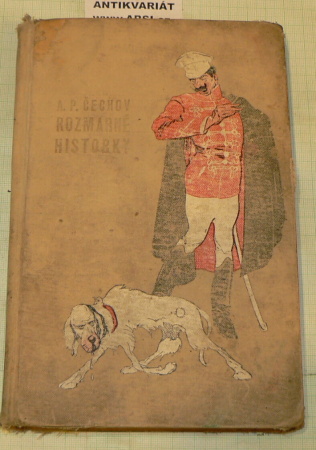 ANTIKVARIÁT
A. P. ČECHOV
ROZMARNÉ
HISTORKY